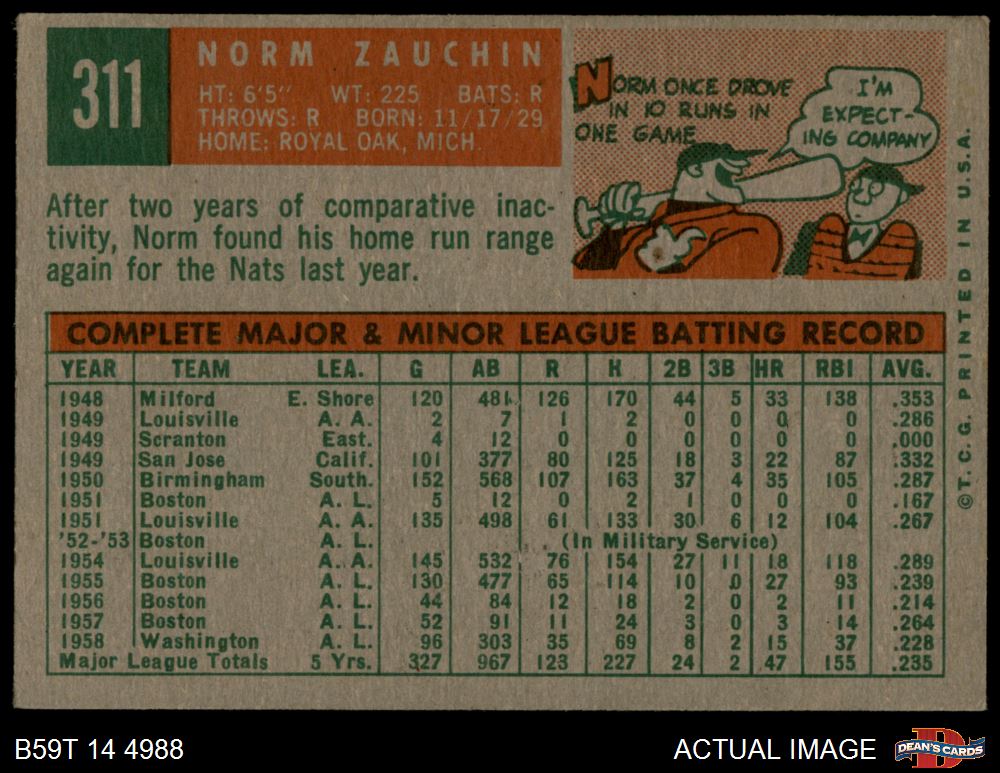 311
NORM ZAUCHIN
HT: 6'5" WT: 225 BATS: R
THROWS: R BORN: 11/17/29
HOME: ROYAL OAK, MICH.
NORM ONCE DROVE
IN 10 RUNS IN
ONE GAME
I'M
EXPECT-
ING COMPANY
After two years of comparative inac-
tivity, Norm found his home run range
again for the Nats last year.
©T.C.G. PRINTED IN U.S.A.
COMPLETE MAJOR & MINOR LEAGUE BATTING RECORD
YEAR TEAM LEA. G AB R H 2B 3B HR RBI AVG.
1948 Milford E. Shore 120 481 126 170 44 5 33 138 .353
1949 Louisville A. A. 2 7 1 2 0 0 0 0 .286
1949 Scranton East. 4 12 0 0 0 0 0 0 .000
1949 San Jose Calif. 101 377 80 125 18 3 22 87 .332
1950 Birmingham South. 152 568 107 163 37 4 35 105 .287
1951 Boston A. L. 5 12 0 2 1 0 0 0 .167
1951 Louisville A. A. 135 498 61 133 30 6 12 104 .267
'52-'53 Boston A. L. (In Military Service)
1954 Louisville A. A. 145 532 76 154 27 11 18 118 .289
1955 Boston A. L. 130 477 65 114 10 0 27 93 .239
1956 Boston A. L. 44 84 12 18 2 0 2 11 .214
1957 Boston A. L. 52 91 11 24 3 0 3 14 .264
1958 Washington A. L. 96 303 35 69 8 2 15 37 .228
Major League Totals 5 Yrs. 327 967 123 227 24 2 47 155 .235
B59T 14 4988
ACTUAL IMAGE
D
DEAN'S CARDS